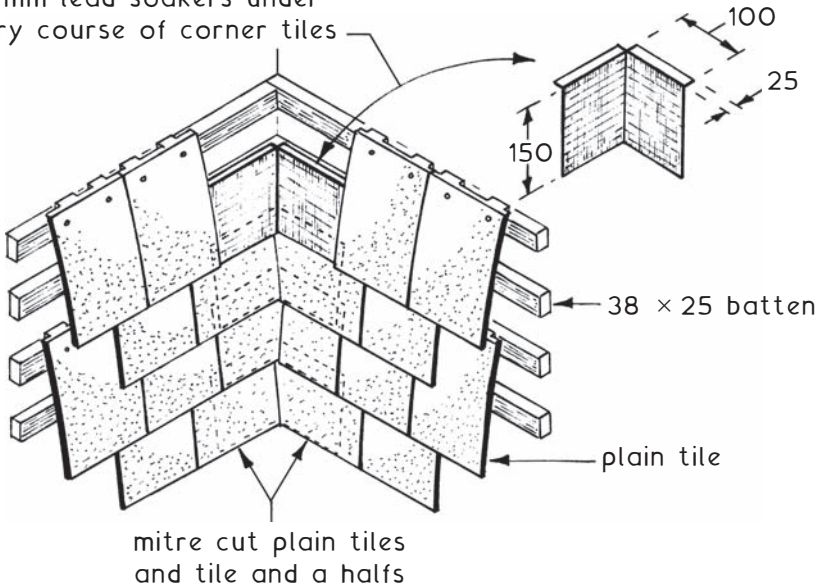 mm lead soakers under
ry course of corner tiles
100
25
150
38 × 25 batten
plain tile
mitre cut plain tiles
and tile and a halfs